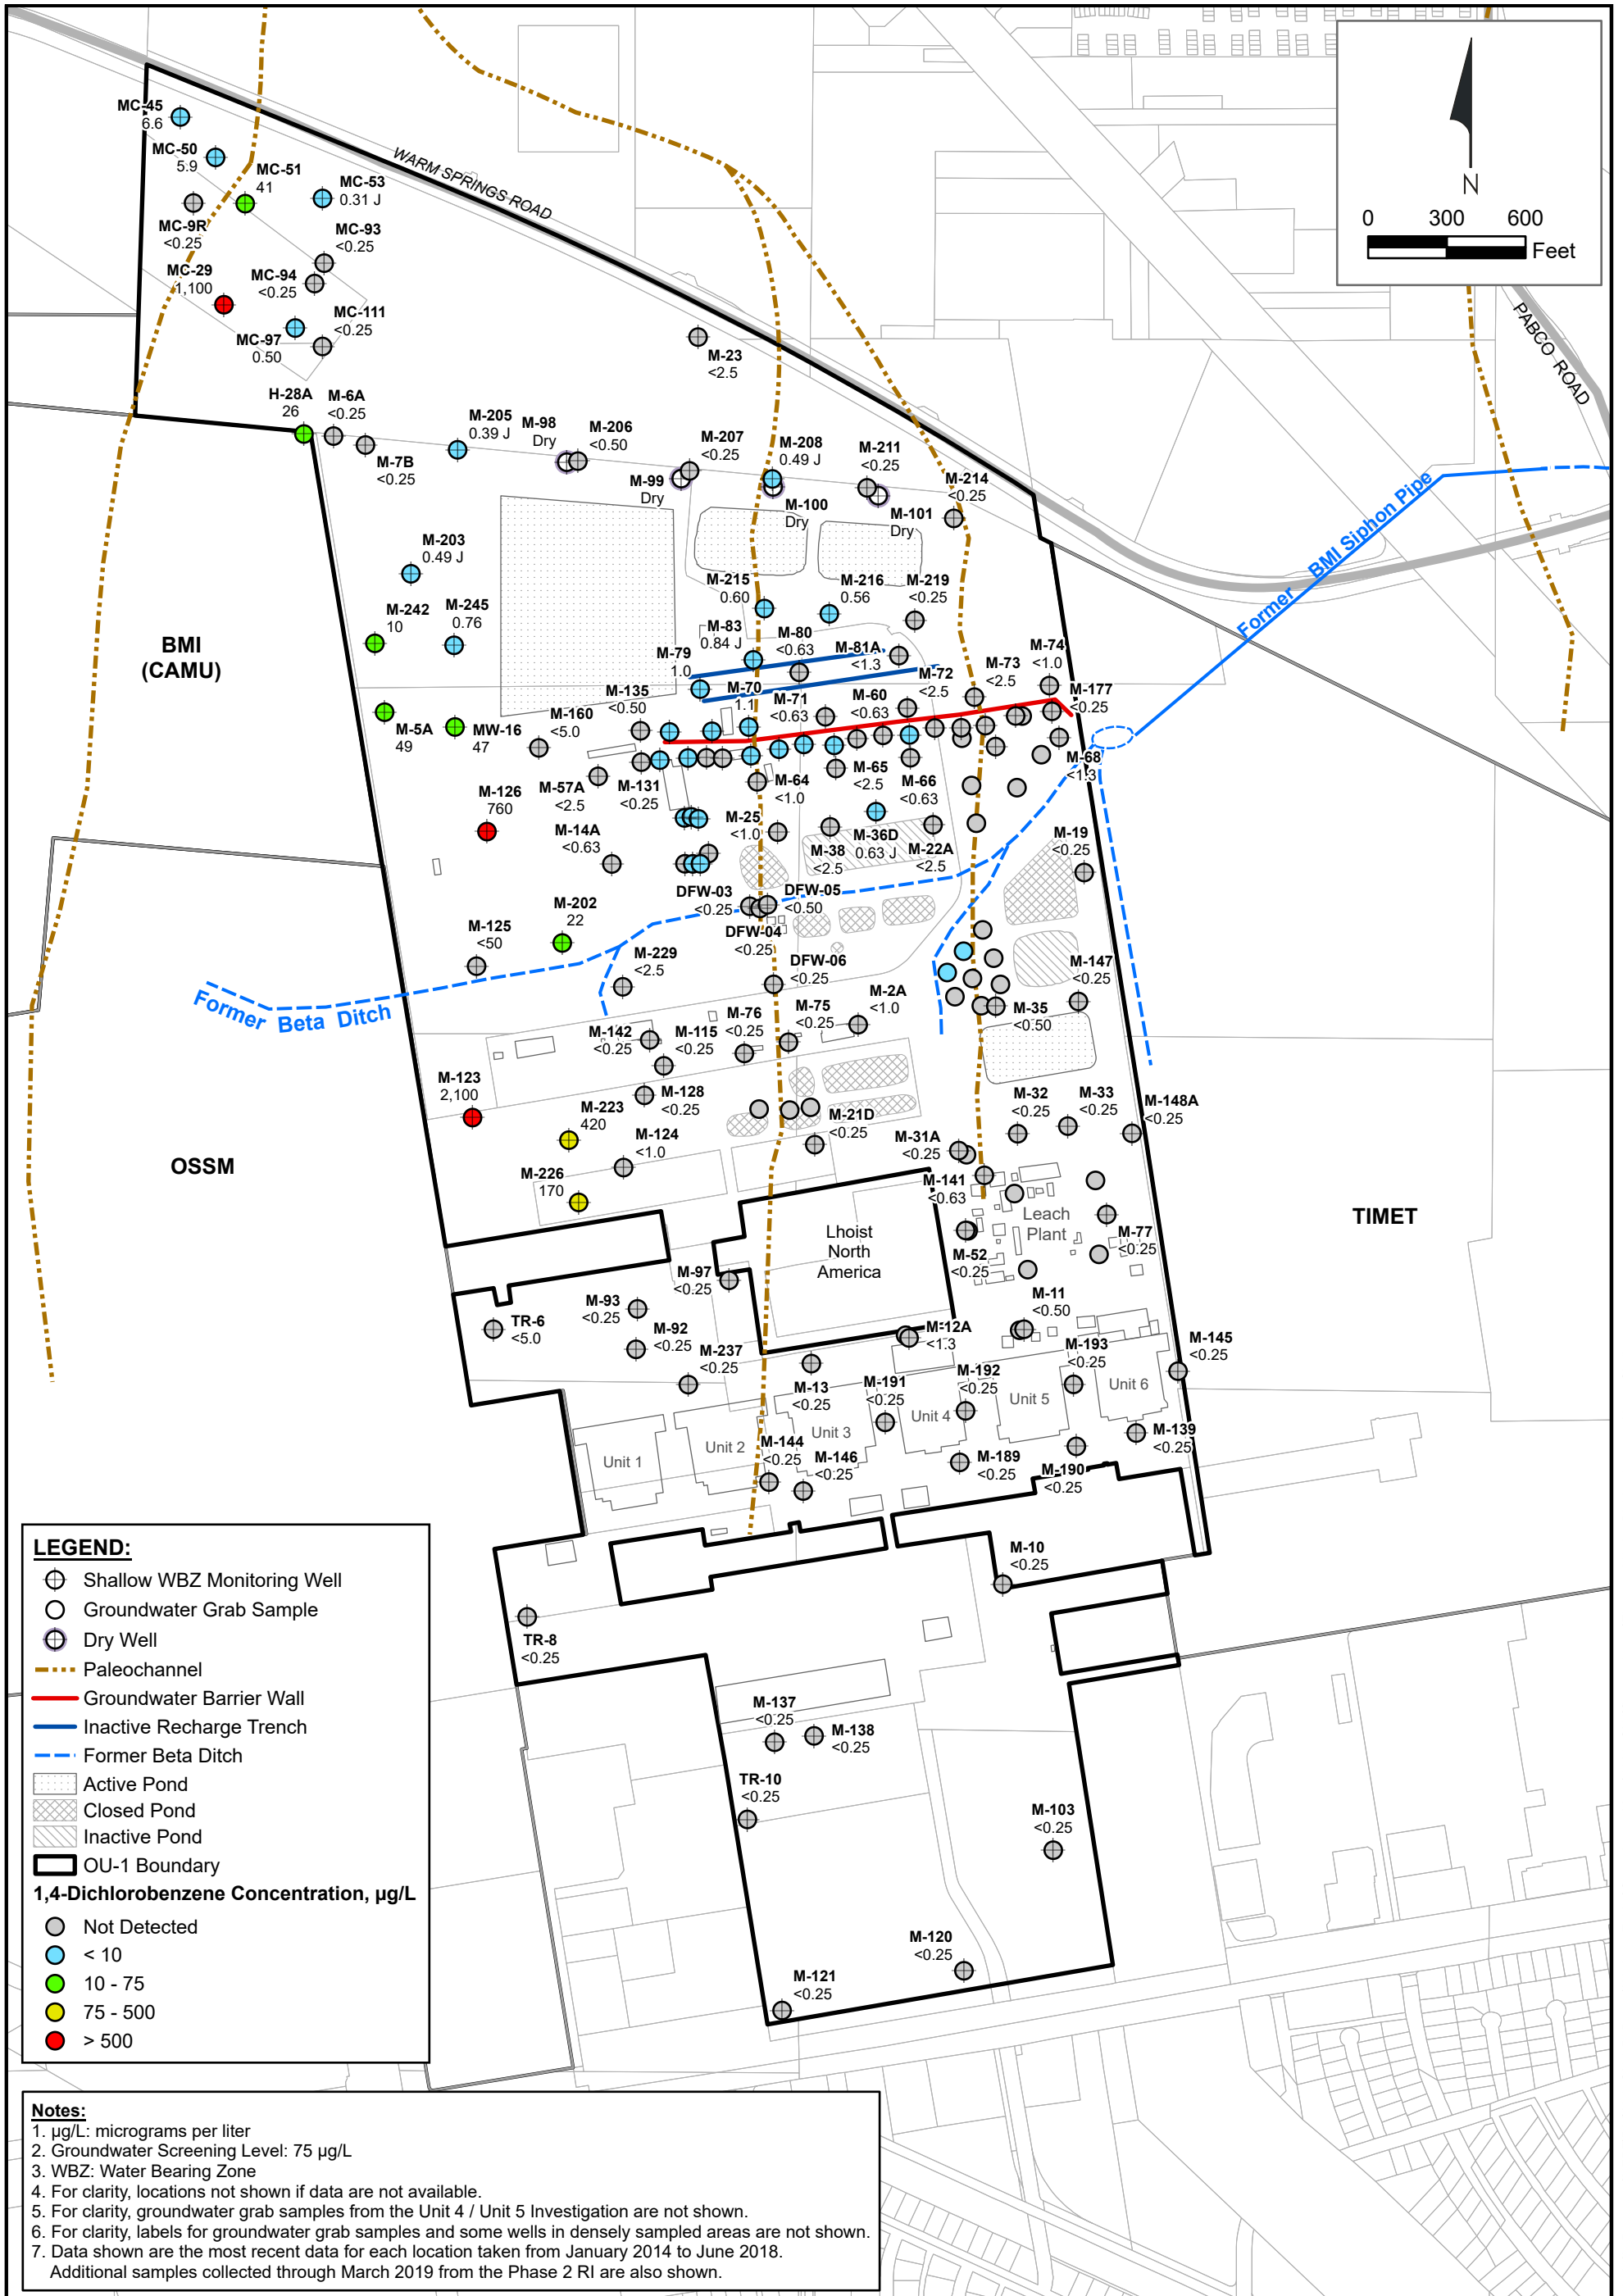 N
0 300 600
Feet
WARM SPRINGS ROAD
PABCO ROAD
MC-45
6.6
MC-50
5.9
MC-51
41
MC-53
0.31 J
MC-9R
<0.25
MC-93
<0.25
MC-29
1,100
MC-94
<0.25
MC-111
<0.25
MC-97
0.50
M-23
<2.5
H-28A
26
M-6A
<0.25
M-7B
<0.25
M-205
0.39 J
M-98
Dry
M-206
<0.50
M-99
Dry
M-207
<0.25
M-208
0.49 J
M-100
Dry
M-211
<0.25
M-101
Dry
M-214
<0.25
Former BMI Siphon Pipe
M-203
0.49 J
M-242
10
M-245
0.76
M-215
0.60
M-216
0.56
M-219
<0.25
BMI
(CAMU)
M-83
0.84 J
M-80
<0.63
M-81A
<1.3
M-79
1.0
M-70
1.1
M-71
<0.63
M-60
<0.63
M-72
<2.5
M-73
<2.5
M-74
<1.0
M-177
<0.25
M-5A
49
MW-16
47
M-160
<5.0
M-135
<0.50
M-57A
<2.5
M-131
<0.25
M-64
<1.0
M-65
<2.5
M-66
<0.63
M-68
<1.3
M-126
760
M-14A
<0.63
M-25
<1.0
M-38
<2.5
M-36D
0.63 J
M-22A
<2.5
M-19
<0.25
M-125
<50
M-202
22
DFW-03
<0.25
DFW-05
<0.50
DFW-04
<0.25
M-229
<2.5
DFW-06
<0.25
M-147
<0.25
Former Beta Ditch
M-142
<0.25
M-115
<0.25
M-76
<0.25
M-75
<0.25
M-2A
<1.0
M-35
<0.50
M-123
2,100
M-128
<0.25
M-223
420
M-124
<1.0
M-21D
<0.25
M-32
<0.25
M-33
<0.25
M-148A
<0.25
M-31A
<0.25
OSSM
M-226
170
M-141
<0.63
Leach
Plant
TIMET
Lhoist
North
America
M-52
<0.25
M-77
<0.25
M-97
<0.25
TR-6
<5.0
M-93
<0.25
M-92
<0.25
M-237
<0.25
M-11
<0.50
M-12A
<1.3
M-13
<0.25
M-191
<0.25
M-192
<0.25
M-193
<0.25
M-145
<0.25
Unit 1
Unit 2
Unit 3
Unit 4
Unit 5
Unit 6
M-144
<0.25
M-146
<0.25
M-189
<0.25
M-190
<0.25
M-139
<0.25
M-10
<0.25
TR-8
<0.25
M-137
<0.25
M-138
<0.25
TR-10
<0.25
M-103
<0.25
M-120
<0.25
M-121
<0.25
LEGEND:
Shallow WBZ Monitoring Well
Groundwater Grab Sample
Dry Well
Paleochannel
Groundwater Barrier Wall
Inactive Recharge Trench
Former Beta Ditch
Active Pond
Closed Pond
Inactive Pond
OU-1 Boundary
1,4-Dichlorobenzene Concentration, µg/L
Not Detected
< 10
10 - 75
75 - 500
> 500
Notes:
1. µg/L: micrograms per liter
2. Groundwater Screening Level: 75 µg/L
3. WBZ: Water Bearing Zone
4. For clarity, locations not shown if data are not available.
5. For clarity, groundwater grab samples from the Unit 4 / Unit 5 Investigation are not shown.
6. For clarity, labels for groundwater grab samples and some wells in densely sampled areas are not shown.
7. Data shown are the most recent data for each location taken from January 2014 to June 2018.
Additional samples collected through March 2019 from the Phase 2 RI are also shown.